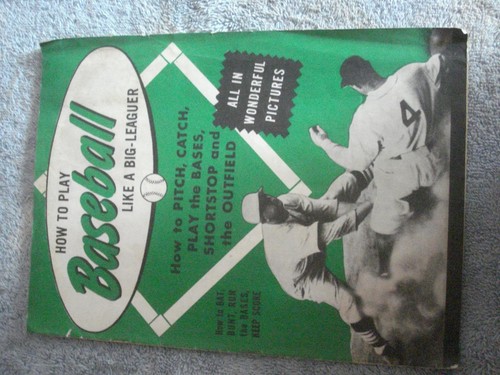 HOW TO PLAY
Baseball
LIKE A BIG-LEAGUER
How to PITCH, CATCH,
PLAY the BASES,
SHORTSTOP and
the OUTFIELD
ALL IN
WONDERFUL
PICTURES
How to BAT,
BUNT, RUN
the BASES,
KEEP SCORE
4